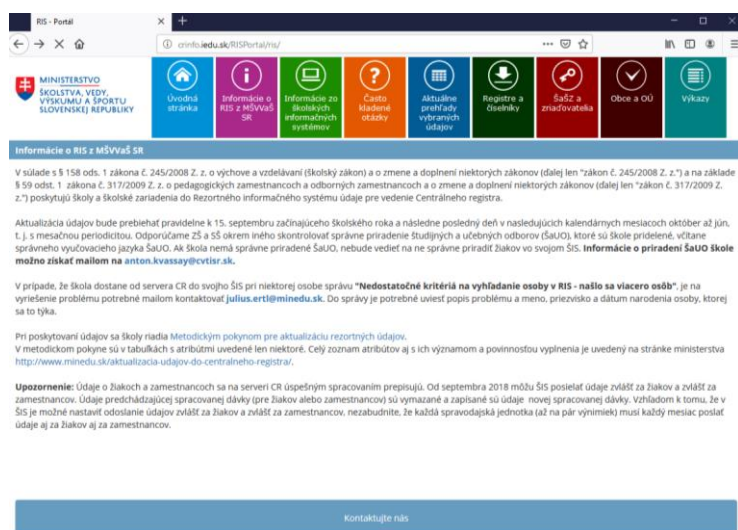 RIS - Portál
crinfo.iedu.sk/RISPortal/ris/
MINISTERSTVO
ŠKOLSTVA, VEDY,
VÝSKUMU A ŠPORTU
SLOVENSKEJ REPUBLIKY
Úvodná
stránka
Informácie o
RIS z MŠVVaŠ
SR
Informácie zo
školských
informačných
systémov
Často
kladené
otázky
Aktuálne
prehľady
vybraných
údajov
Registre a
číselníky
ŠaŠZ a
zriaďovatelia
Obce a OÚ
Výkazy
Informácie o RIS z MŠVVaŠ SR
V súlade s § 158 ods. 1 zákona č. 245/2008 Z. z. o výchove a vzdelávaní (školský zákon) a o zmene a doplnení niektorých zákonov (ďalej len "zákon č. 245/2008 Z. z.") a na základe
§ 59 odst. 1 zákona č. 317/2009 Z. z. o pedagogických zamestnancoch a odborných zamestnancoch a o zmene a doplnení niektorých zákonov (ďalej len "zákon č. 317/2009 Z.
z.") poskytujú školy a školské zariadenia do Rezortného informačného systému údaje pre vedenie Centrálneho registra.
Aktualizácia údajov bude prebiehať pravidelne k 15. septembru začínajúceho školského roka a následne posledný deň v nasledujúcich kalendárnych mesiacoch október až jún,
t. j. s mesačnou periodicitou. Odporúčame ZŠ a SŠ okrem iného skontrolovať správne priradenie študijných a učebných odborov (ŠaUO), ktoré sú škole pridelené, včítane
správneho vyučovacieho jazyka ŠaUO. Ak škola nemá správne priradené ŠaUO, nebude vedieť na ne správne priradiť žiakov vo svojom ŠIS. Informácie o priradení ŠaUO škole
možno získať mailom na anton.kvassay@cvtisr.sk.
V prípade, že škola dostane od servera CR do svojho ŠIS pri niektorej osobe správu "Nedostatočné kritériá na vyhľadanie osoby v RIS - našlo sa viacero osôb", je na
vyriešenie problému potrebné mailom kontaktovať julius.ertl@minedu.sk. Do správy je potrebné uviesť popis problému a meno, priezvisko a dátum narodenia osoby, ktorej
sa to týka.
Pri poskytovaní údajov sa školy riadia Metodickým pokynom pre aktualizáciu rezortných údajov.
V metodickom pokyne sú v tabuľkách s atribútmi uvedené len niektoré. Celý zoznam atribútov aj s ich významom a povinnosťou vyplnenia je uvedený na stránke ministerstva
http://www.minedu.sk/aktualizacia-udajov-do-centralneho-registra/.
Upozornenie: Údaje o žiakoch a zamestnancoch sa na serveri CR úspešným spracovaním prepisujú. Od septembra 2018 môžu ŠIS posielať údaje zvlášť za žiakov a zvlášť za
zamestnancov. Údaje predchádzajúcej spracovanej dávky (pre žiakov alebo zamestnancov) sú vymazané a zapísané sú údaje novej spracovanej dávky. Vzhľadom k tomu, že v
ŠIS je možné nastaviť odoslanie údajov zvlášť za žiakov a zvlášť za zamestnancov, nezabudnite, že každá spravodajská jednotka (až na pár výnimiek) musí každý mesiac poslať
údaje aj za žiakov aj za zamestnancov.
Kontaktujte nás